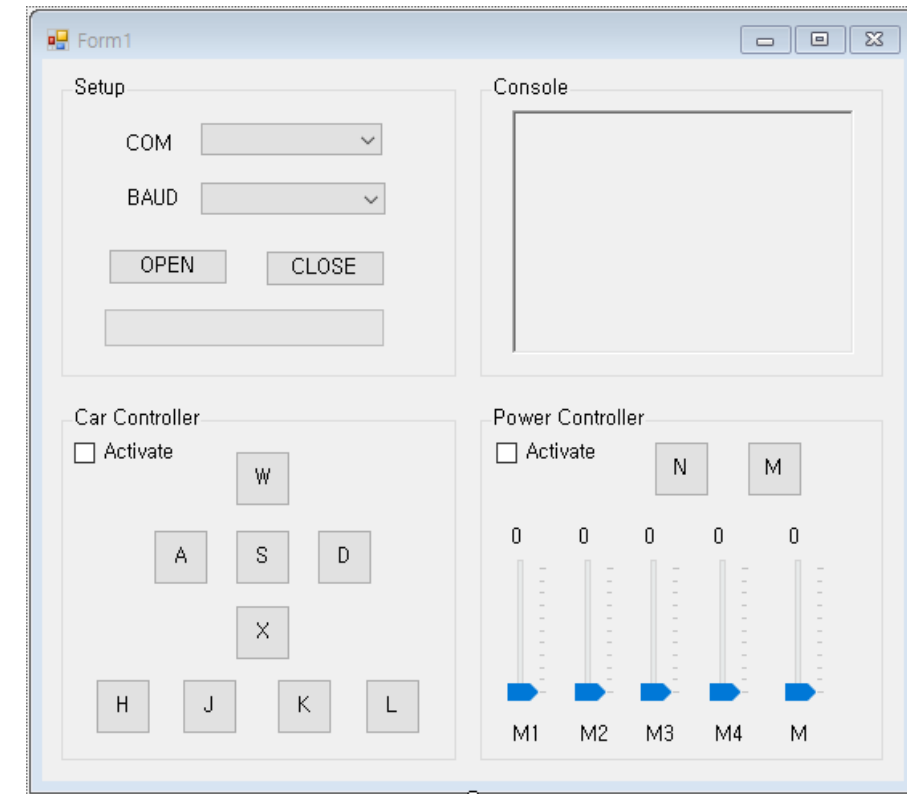 Form1
Setup
COM
BAUD
OPEN CLOSE
Console
Car Controller
Activate
W
A S D
X
H J K L
Power Controller
Activate
N M
0 0 0 0 0
M1 M2 M3 M4 M